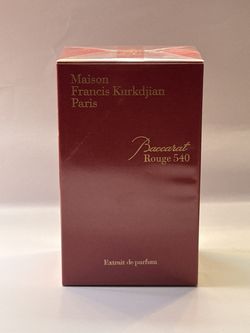 Maison
Francis Kurkdjian
Paris
Baccarat
Rouge 540
Extrait de parfum